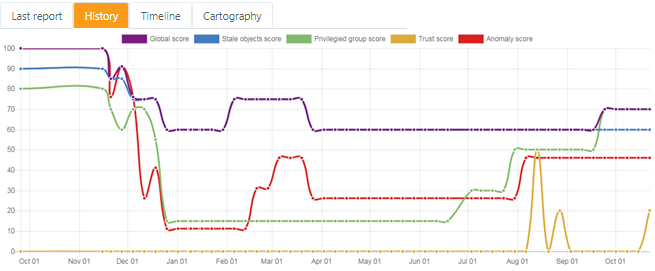 Last report
History
Timeline
Cartography
Global score
Stale objects score
Privilegied group score
Trust score
Anomaly score
100
90
80
70
60
50
40
30
20
10
0
Oct 01
Nov 01
Dec 01
Jan 01
Feb 01
Mar 01
Apr 01
May 01
Jun 01
Jul 01
Aug 01
Sep 01
Oct 01